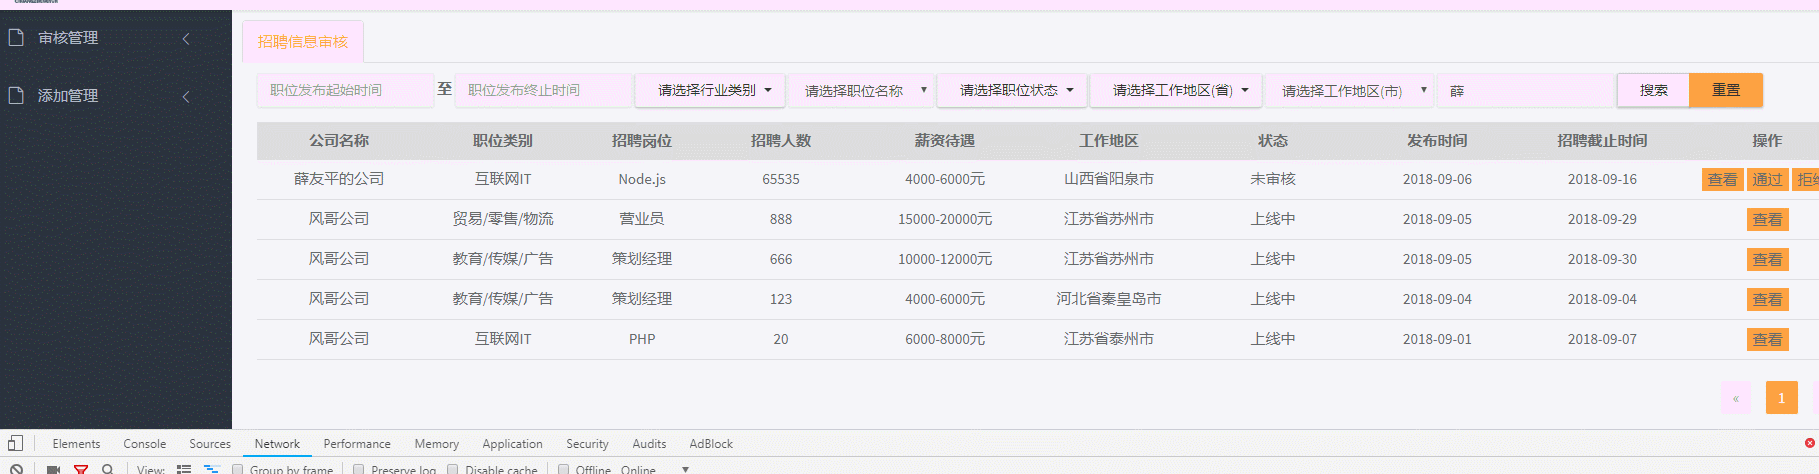 审核管理
添加管理
招聘信息审核
职位发布起始时间 至 职位发布终止时间 请选择行业类别 请选择职位名称 请选择职位状态 请选择工作地区(省) 请选择工作地区(市) 薛 搜索 重置
公司名称 职位类别 招聘岗位 招聘人数 薪资待遇 工作地区 状态 发布时间 招聘截止时间 操作
薛友平的公司 互联网IT Node.js 65535 4000-6000元 山西省阳泉市 未审核 2018-09-06 2018-09-16 查看 通过 拒
风哥公司 贸易/零售/物流 营业员 888 15000-20000元 江苏省苏州市 上线中 2018-09-05 2018-09-29 查看
风哥公司 教育/传媒/广告 策划经理 666 10000-12000元 江苏省苏州市 上线中 2018-09-05 2018-09-30 查看
风哥公司 教育/传媒/广告 策划经理 123 4000-6000元 河北省秦皇岛市 上线中 2018-09-04 2018-09-04 查看
风哥公司 互联网IT PHP 20 6000-8000元 江苏省泰州市 上线中 2018-09-01 2018-09-07 查看
« 1
Elements Console Sources Network Performance Memory Application Security Audits AdBlock
View: Group by frame Preserve log Disable cache Offline Online